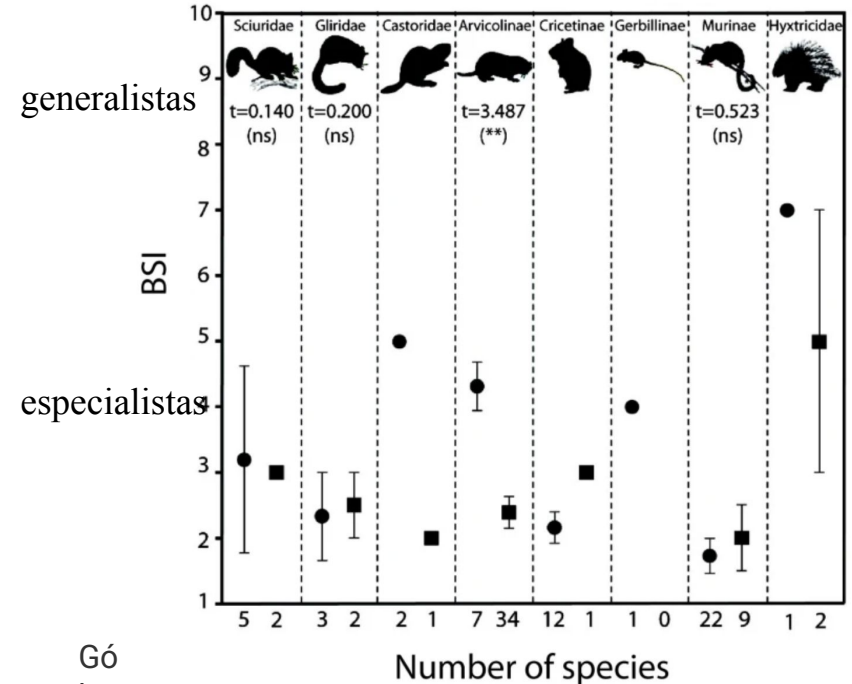 10
Sciuridae Gliridae Castoridae Arvicolinae Cricetinae Gerbillinae Murinae Hyxtricidae
9
generalistas
t=0.140 t=0.200 t=3.487 t=0.523
(ns) (ns) (**) (ns)
8
7
6
BSI
5
especialistas
4
3
2
1
5 2 3 2 2 1 7 34 12 1 1 0 22 9 1 2
Gó
Number of species